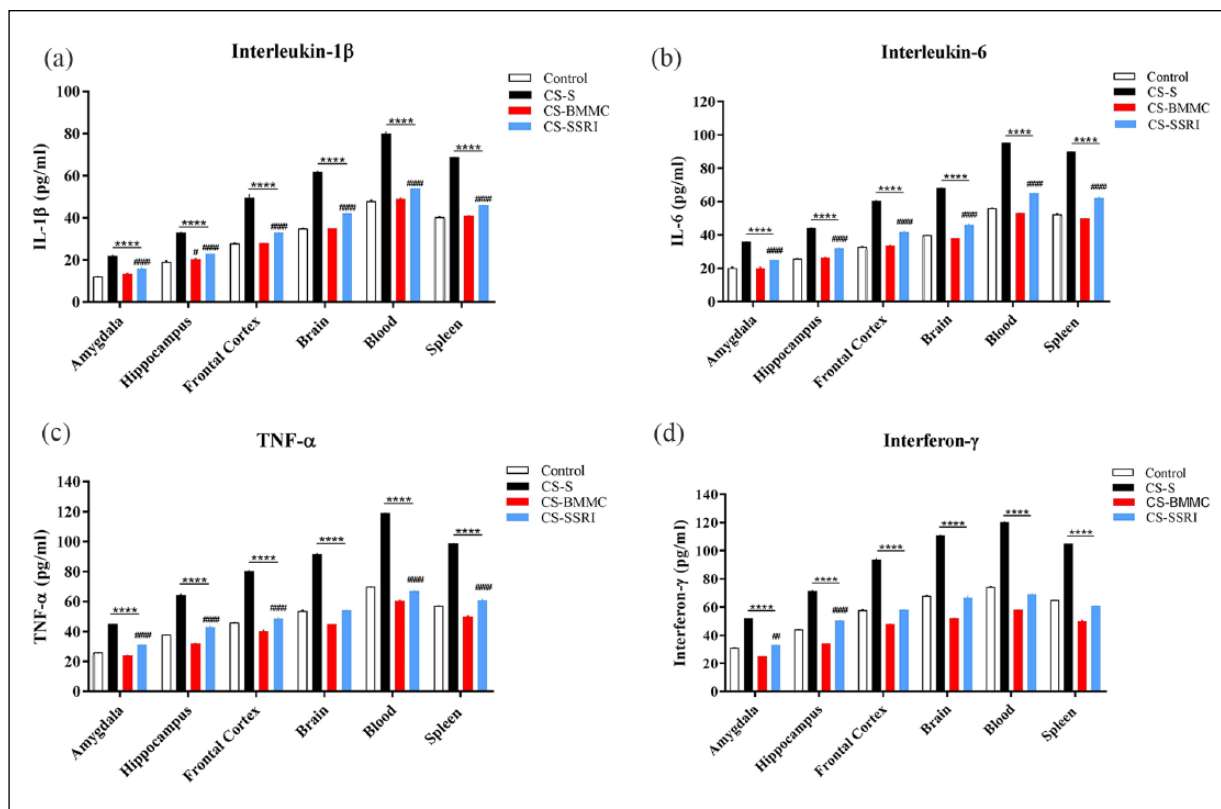 (a)
Interleukin-1β
Control
CS-S
CS-BMMC
CS-SSRI
IL-1β (pg/ml)
100
80
60
40
20
0
****
####
****
#
####
****
####
****
####
****
####
****
####
Amygdala
Hippocampus
Frontal Cortex
Brain
Blood
Spleen
(b)
Interleukin-6
Control
CS-S
CS-BMMC
CS-SSRI
IL-6 (pg/ml)
120
100
80
60
40
20
0
****
####
****
####
****
####
****
####
****
####
****
####
Amygdala
Hippocampus
Frontal Cortex
Brain
Blood
Spleen
(c)
TNF-α
Control
CS-S
CS-BMMC
CS-SSRI
TNF-α (pg/ml)
140
120
100
80
60
40
20
0
****
####
****
####
****
####
****
****
####
****
####
Amygdala
Hippocampus
Frontal Cortex
Brain
Blood
Spleen
(d)
Interferon-γ
Control
CS-S
CS-BMMC
CS-SSRI
Interferon-γ (pg/ml)
140
120
100
80
60
40
20
0
****
##
****
####
****
****
****
****
Amygdala
Hippocampus
Frontal Cortex
Brain
Blood
Spleen